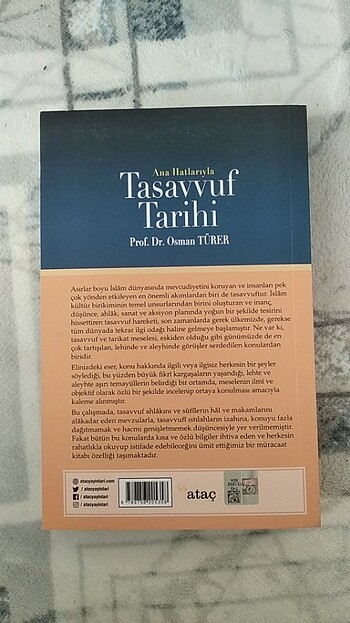 Ana Hatlarıyla
Tasavvuf
Tarihi
Prof. Dr. Osman TÜRER
Asırlar boyu İslâm dünyasında mevcudiyetini koruyan ve insanları pek
çok yönden etkileyen en önemli akımlardan biri de tasavvuftur. İslâm
kültür birikiminin temel unsurlarından birini oluşturan ve inanç,
düşünce, ahlâk, sanat ve aksiyon planında yoğun bir şekilde tesirini
hissettiren tasavvuf hareketi, son zamanlarda gerek ülkemizde, gerekse
tüm dünyada tekrar ilgi odağı haline gelmeye başlamıştır. Ne var ki,
tasavvuf ve tarikat meselesi, eskiden olduğu gibi günümüzde de en
çok tartışılan, lehinde ve aleyhinde görüşler serdedilen konulardan
biridir.
Elinizdeki eser, konu hakkında ilgili veya ilgisiz herkesin bir şeyler
söylediği, bu yüzden büyük fikrî kargaşaların yaşandığı, lehte ve
aleyhte aşırı temayüllerin belirdiği bir ortamda, meselenin ilmî ve
objektif olarak özlü bir şekilde incelenip ortaya konulması amacıyla
kaleme alınmıştır.
Bu çalışmada, tasavvuf ahlâkını ve sûfîlerin hâl ve makamlarını
alâkadar eden mevzularla, tasavvufî ıstılahların izahına, konuyu fazla
dağıtmamak ve hacmi genişletmemek düşüncesiyle yer verilmemiştir.
Fakat bütün bu konularda kısa ve özlü bilgiler ihtiva eden ve herkesin
rahatlıkla okuyup istifade edebileceğini ümit ettiğimiz bir müracaat
kitabı özelliği taşımaktadır.
atacyayinlari.com
/atacyayinlari
/atacyayinlari
/atacyayinlari
ataç